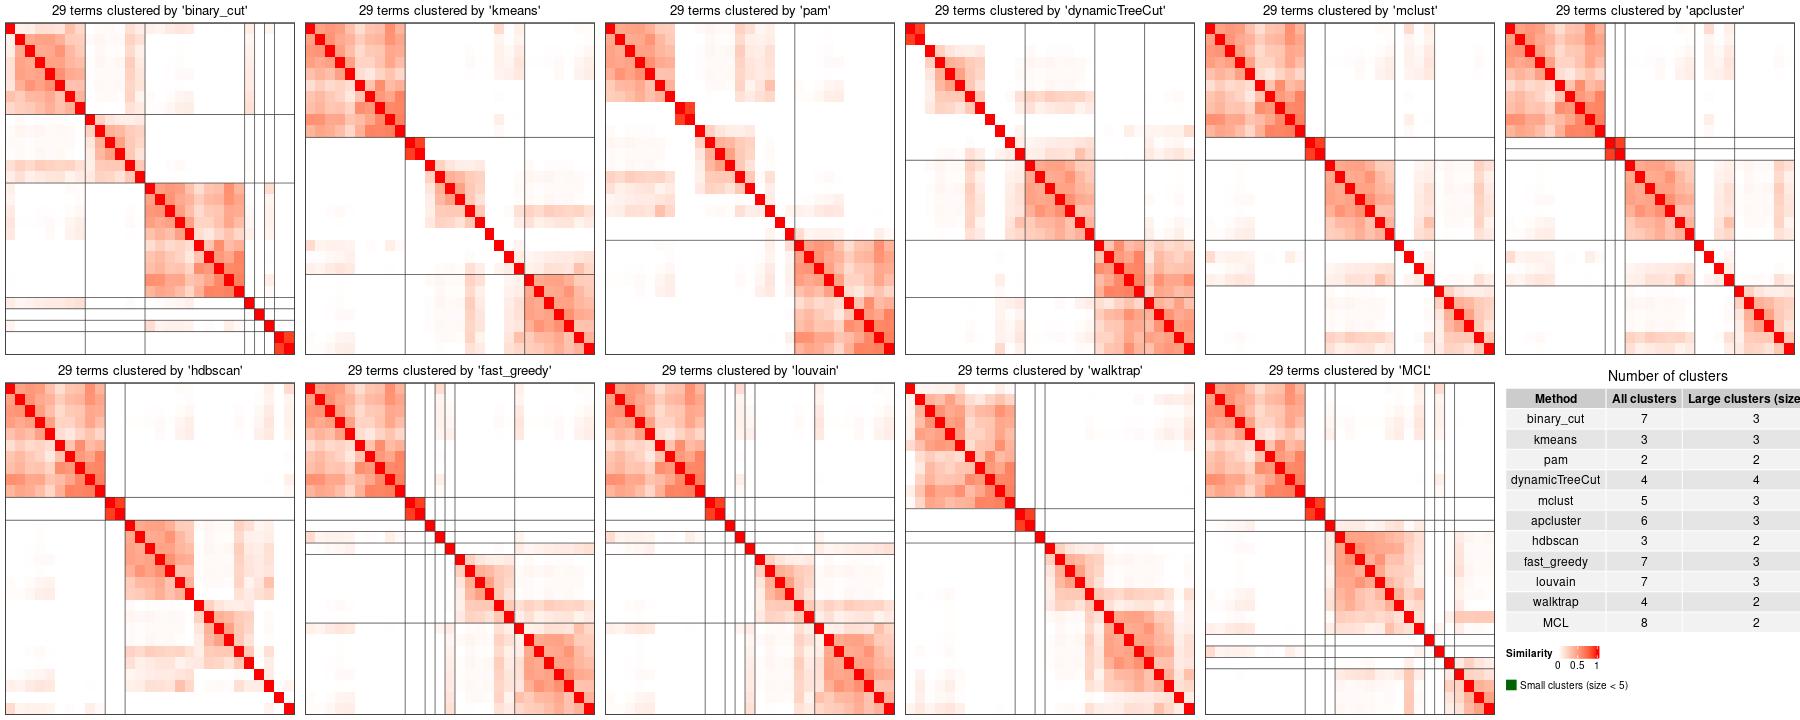 29 terms clustered by 'binary_cut'
29 terms clustered by 'kmeans'
29 terms clustered by 'pam'
29 terms clustered by 'dynamicTreeCut'
29 terms clustered by 'mclust'
29 terms clustered by 'apcluster'
29 terms clustered by 'hdbscan'
29 terms clustered by 'fast_greedy'
29 terms clustered by 'louvain'
29 terms clustered by 'walktrap'
29 terms clustered by 'MCL'
Number of clusters
Method All clusters Large clusters (size
binary_cut 7 3
kmeans 3 3
pam 2 2
dynamicTreeCut 4 4
mclust 5 3
apcluster 6 3
hdbscan 3 2
fast_greedy 7 3
louvain 7 3
walktrap 4 2
MCL 8 2
Similarity
0 0.5 1
Small clusters (size < 5)